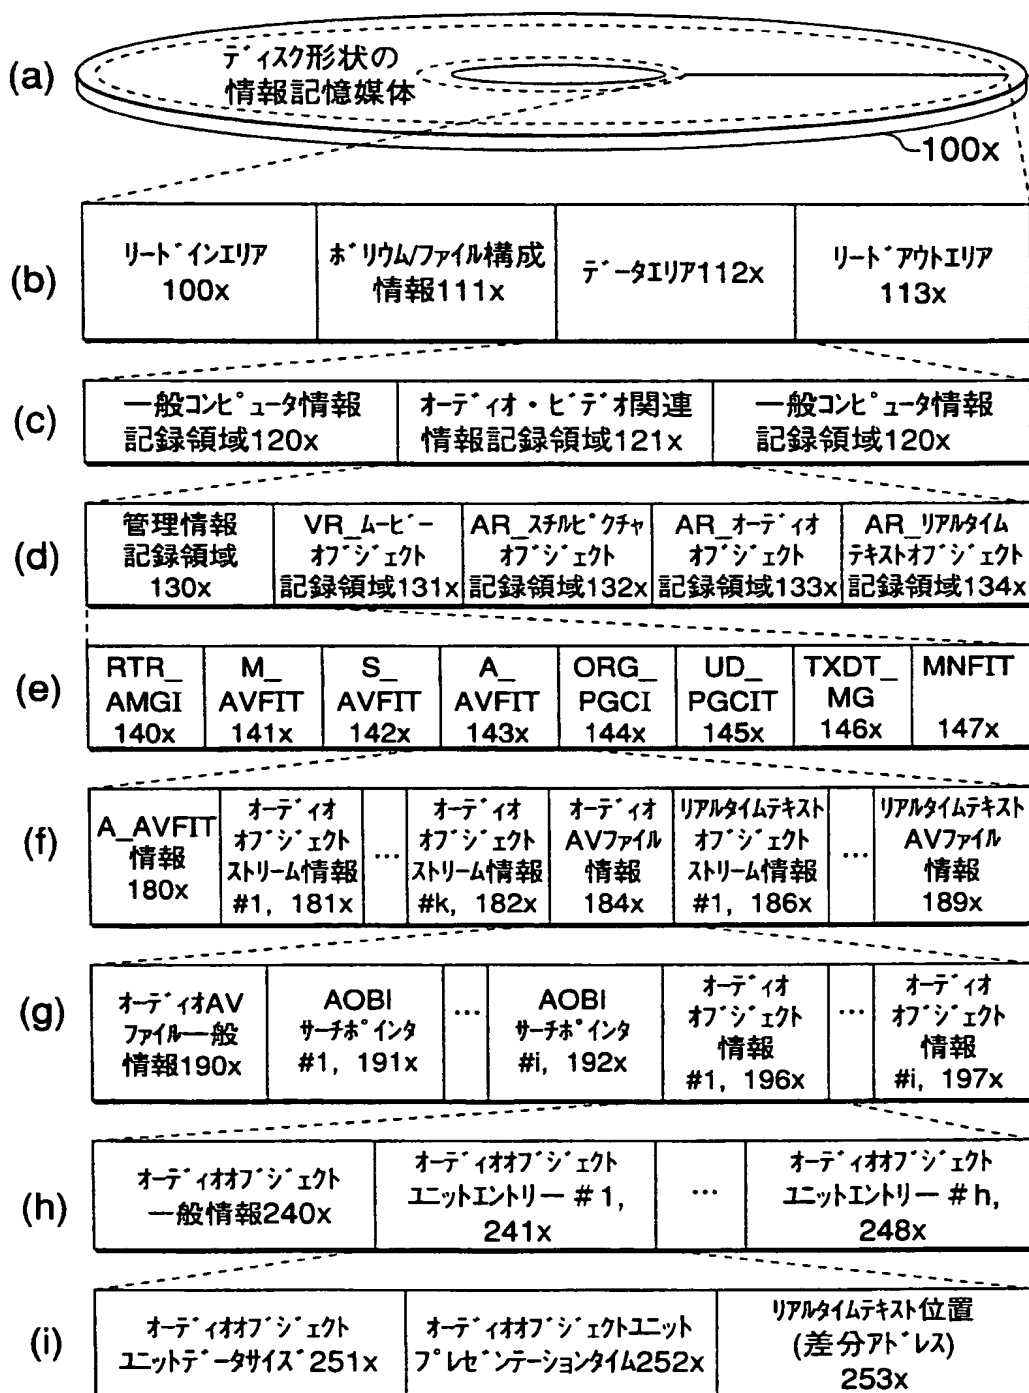 (a)
ディスク形状の
情報記憶媒体
100x
(b)
リードインエリア
100x
ボリウム/ファイル構成
情報111x
データエリア112x
リードアウトエリア
113x
(c)
一般コンピュータ情報
記録領域120x
オーディオ・ビデオ関連
情報記録領域121x
一般コンピュータ情報
記録領域120x
(d)
管理情報
記録領域
130x
VR_ムービー
オブジェクト
記録領域131x
AR_スチルピクチャ
オブジェクト
記録領域132x
AR_オーディオ
オブジェクト
記録領域133x
AR_リアルタイム
テキストオブジェクト
記録領域134x
(e)
RTR_
AMGI
140x
M_
AVFIT
141x
S_
AVFIT
142x
A_
AVFIT
143x
ORG_
PGCI
144x
UD_
PGCIT
145x
TXDT_
MG
146x
MNFIT
147x
(f)
A_AVFIT
情報
180x
オーディオ
オブジェクト
ストリーム情報
#1, 181x
…
オーディオ
オブジェクト
ストリーム情報
#k, 182x
オーディオ
AVファイル
情報
184x
リアルタイムテキスト
オブジェクト
ストリーム情報
#1, 186x
…
リアルタイムテキスト
AVファイル
情報
189x
(g)
オーディオAV
ファイル一般
情報190x
AOBI
サーチポインタ
#1, 191x
…
AOBI
サーチポインタ
#i, 192x
オーディオ
オブジェクト
情報
#1, 196x
…
オーディオ
オブジェクト
情報
#i, 197x
(h)
オーディオオブジェクト
一般情報240x
オーディオオブジェクト
ユニットエントリー#1,
241x
…
オーディオオブジェクト
ユニットエントリー#h,
248x
(i)
オーディオオブジェクト
ユニットデータサイズ251x
オーディオオブジェクトユニット
プレゼンテーションタイム252x
リアルタイムテキスト位置
(差分アドレス)
253x